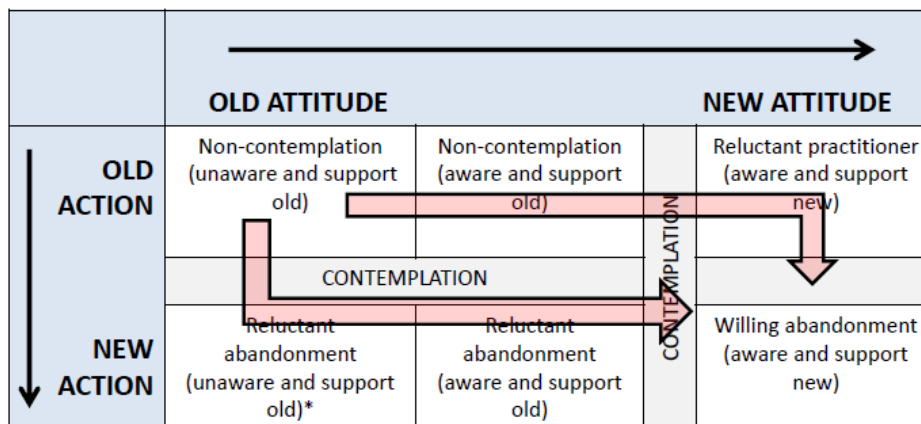 OLD ATTITUDE
NEW ATTITUDE
OLD
ACTION
Non-contemplation
(unaware and support
old)
Non-contemplation
(aware and support
old)
CONTEMPLATION
Reluctant practitioner
(aware and support
new)
CONTEMPLATION
NEW
ACTION
Reluctant
abandonment
(unaware and support
old)*
Reluctant
abandonment
(aware and support
old)
Willing abandonment
(aware and support
new)